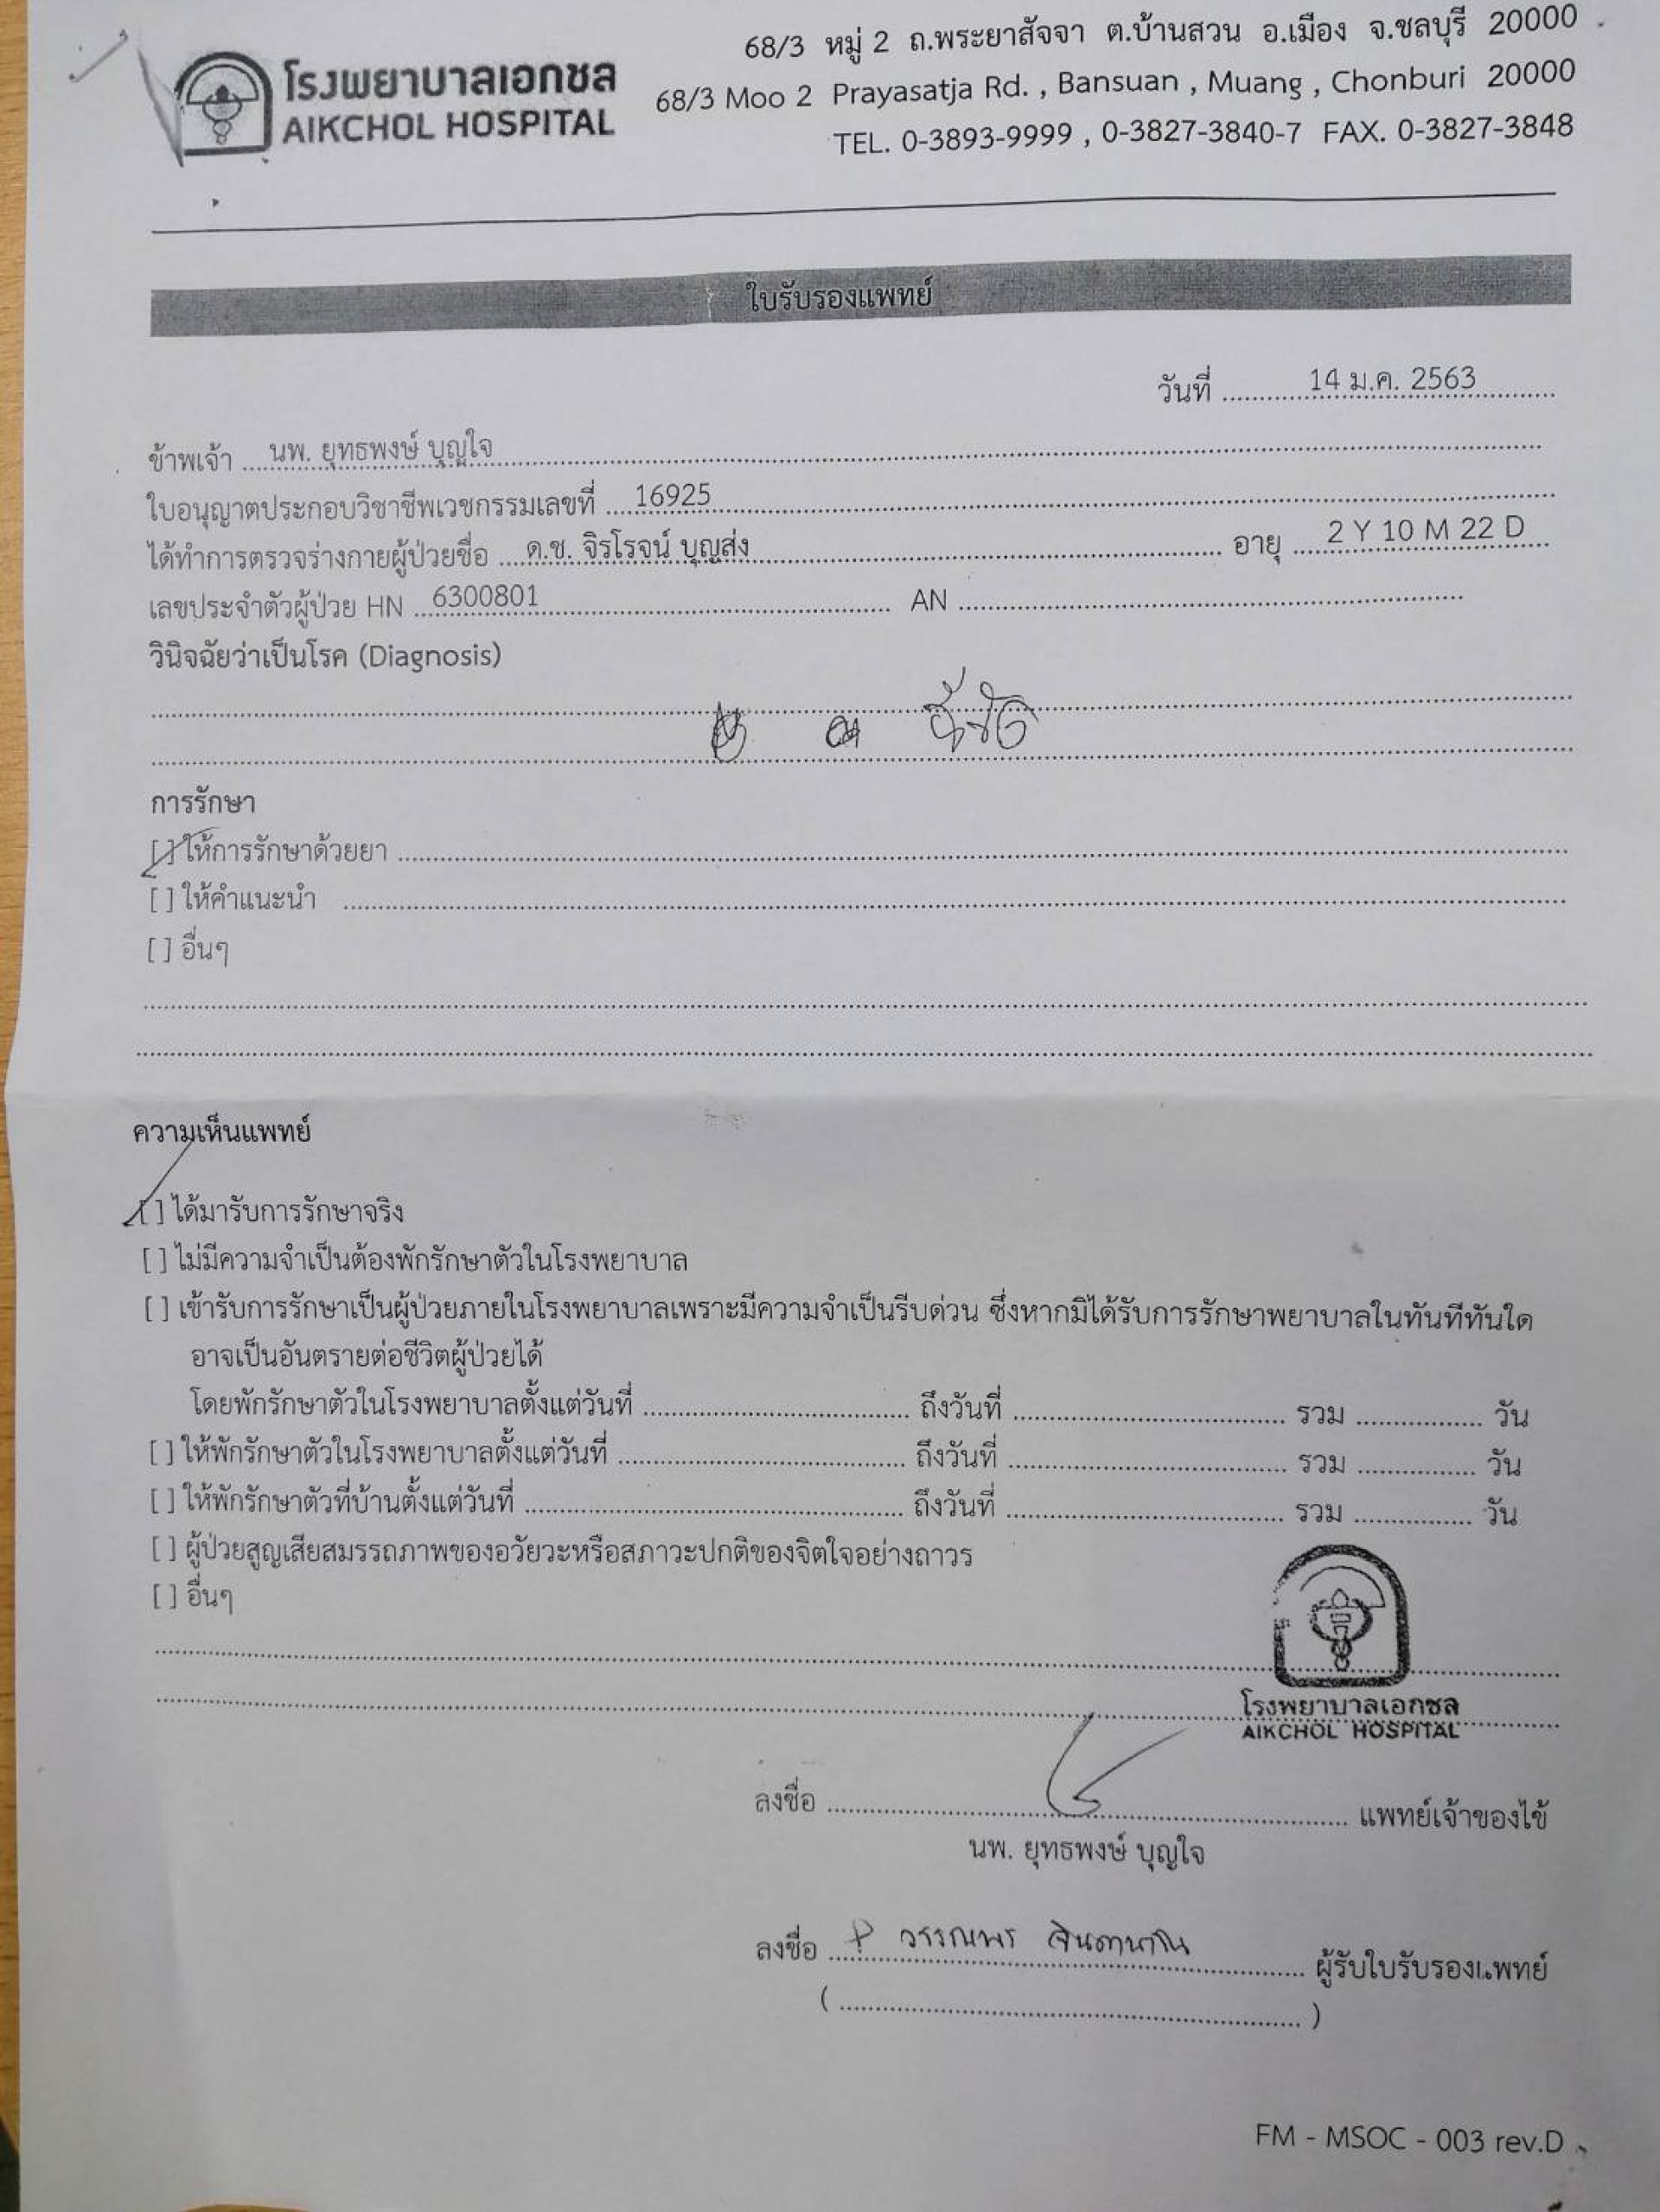 68/3 หมู่ 2 ถ.พระยาสัจจา ต.บ้านสวน อ.เมือง จ.ชลบุรี 20000
โรงพยาบาลเอกชล
68/3 Moo 2 Prayasatja Rd. , Bansuan , Muang , Chonburi 20000
AIKCHOL HOSPITAL
TEL. 0-3893-9999 , 0-3827-3840-7 FAX. 0-3827-3848
ใบรับรองแพทย์
วันที่ 14 ม.ค. 2563
ข้าพเจ้า นพ. ยุทธพงษ์ บุญใจ
ใบอนุญาตประกอบวิชาชีพเวชกรรมเลขที่ 16925
ได้ทำการตรวจร่างกายผู้ป่วยชื่อ ด.ช. จิรโรจน์ บุญส่ง อายุ 2 Y 10 M 22 D
เลขประจำตัวผู้ป่วย HN 6300801 AN
วินิจฉัยว่าเป็นโรค (Diagnosis)
การรักษา
[ ] ให้การรักษาด้วยยา
[ ] ให้คำแนะนำ
[ ] อื่นๆ
ความเห็นแพทย์
[ ] ได้มารับการรักษาจริง
[ ] ไม่มีความจำเป็นต้องพักรักษาตัวในโรงพยาบาล
[ ] เข้ารับการรักษาเป็นผู้ป่วยภายในโรงพยาบาลเพราะมีความจำเป็นรีบด่วน ซึ่งหากมิได้รับการรักษาพยาบาลในทันทีทันใด
อาจเป็นอันตรายต่อชีวิตผู้ป่วยได้
โดยพักรักษาตัวในโรงพยาบาลตั้งแต่วันที่ ถึงวันที่ รวม วัน
[ ] ให้พักรักษาตัวในโรงพยาบาลตั้งแต่วันที่ ถึงวันที่ รวม วัน
[ ] ให้พักรักษาตัวที่บ้านตั้งแต่วันที่ ถึงวันที่ รวม วัน
[ ] ผู้ป่วยสูญเสียสมรรถภาพของอวัยวะหรือสภาวะปกติของจิตใจอย่างถาวร
[ ] อื่นๆ
โรงพยาบาลเอกชล
AIKCHOL HOSPITAL
ลงชื่อ แพทย์เจ้าของไข้
นพ. ยุทธพงษ์ บุญใจ
ลงชื่อ วรรณพร ผู้รับใบรับรองแพทย์
( )
FM - MSOC - 003 rev.D